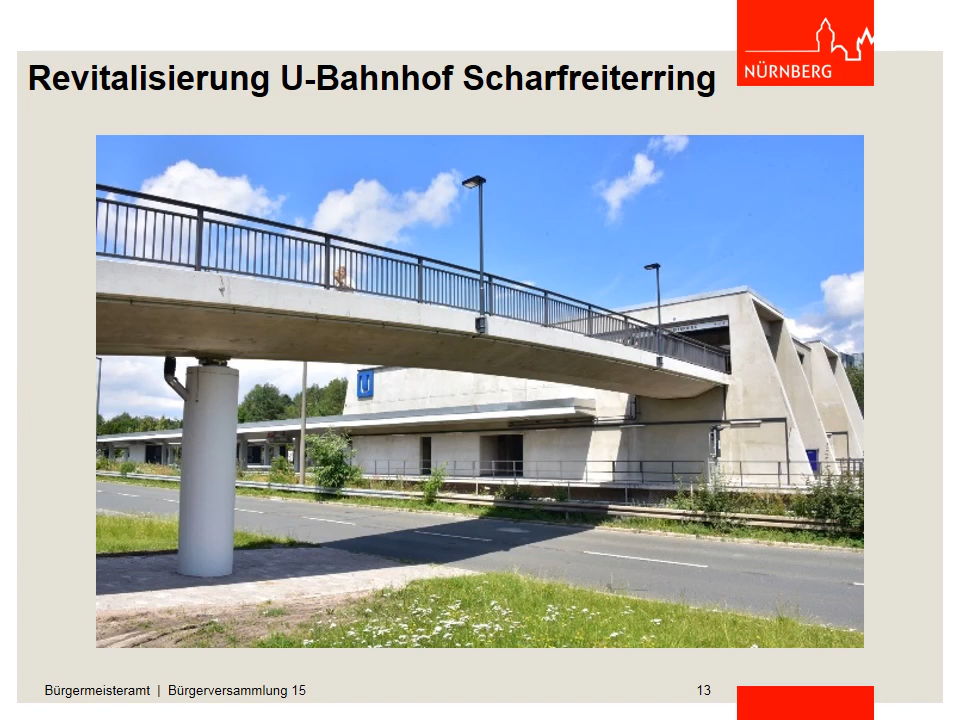 NÜRNBERG
Revitalisierung U-Bahnhof Scharfreiterring
U
Bürgermeisteramt | Bürgerversammlung 15
13